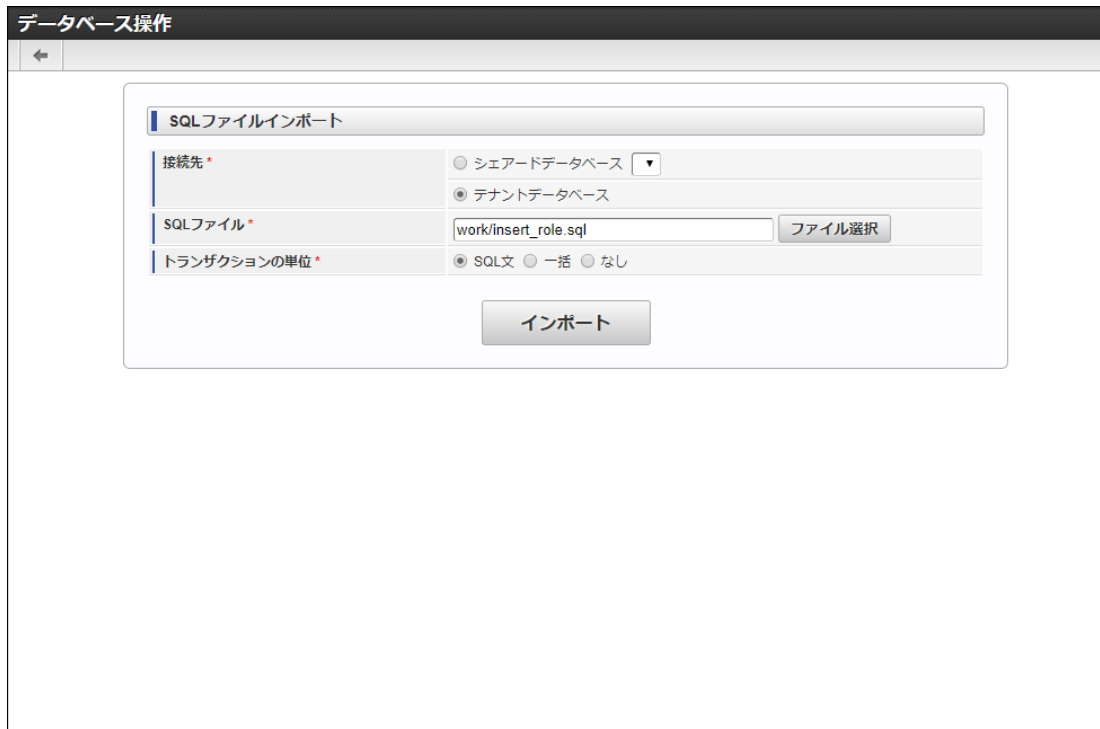 データベース操作
SQLファイルインポート
接続先 *
シェアードデータベース
テナントデータベース
SQLファイル *
work/insert_role.sql
ファイル選択
トランザクションの単位 *
SQL文 一括 なし
インポート